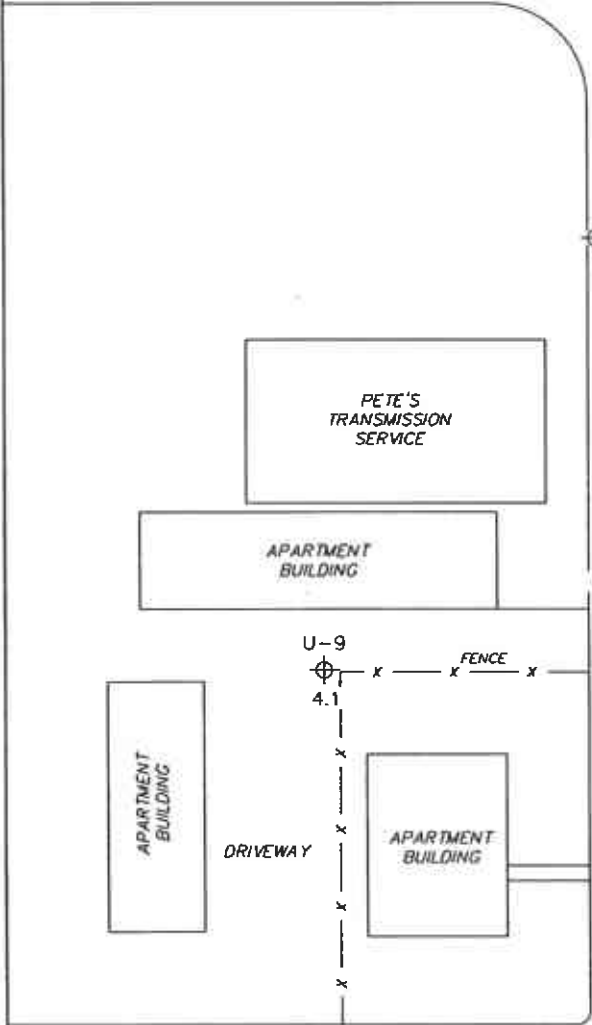 PETE'S
TRANSMISSION
SERVICE
APARTMENT
BUILDING
U-9
4.1
x x FENCE x
x
x
x
x
APARTMENT
BUILDING
DRIVEWAY
APARTMENT
BUILDING